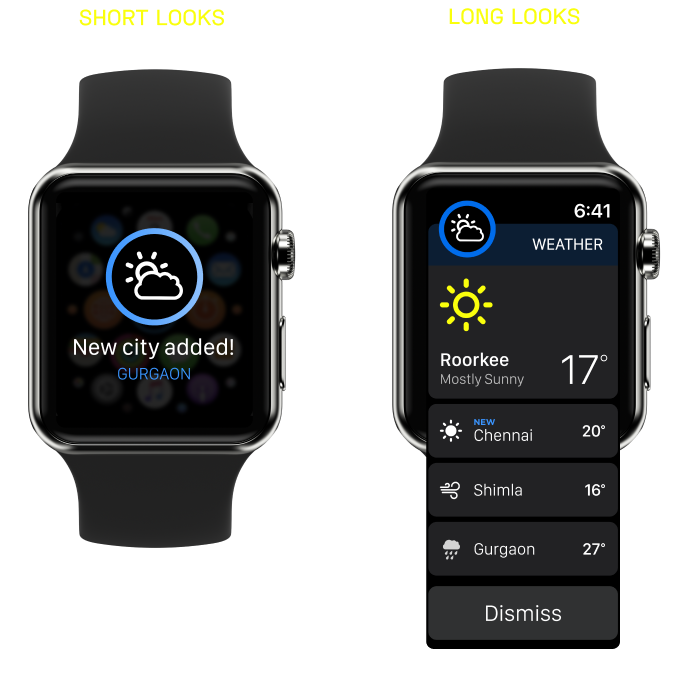 SHORT LOOKS
LONG LOOKS
New city added!
GURGAON
6:41
WEATHER
Roorkee
Mostly Sunny
17°
NEW
Chennai
20°
Shimla
16°
Gurgaon
27°
Dismiss